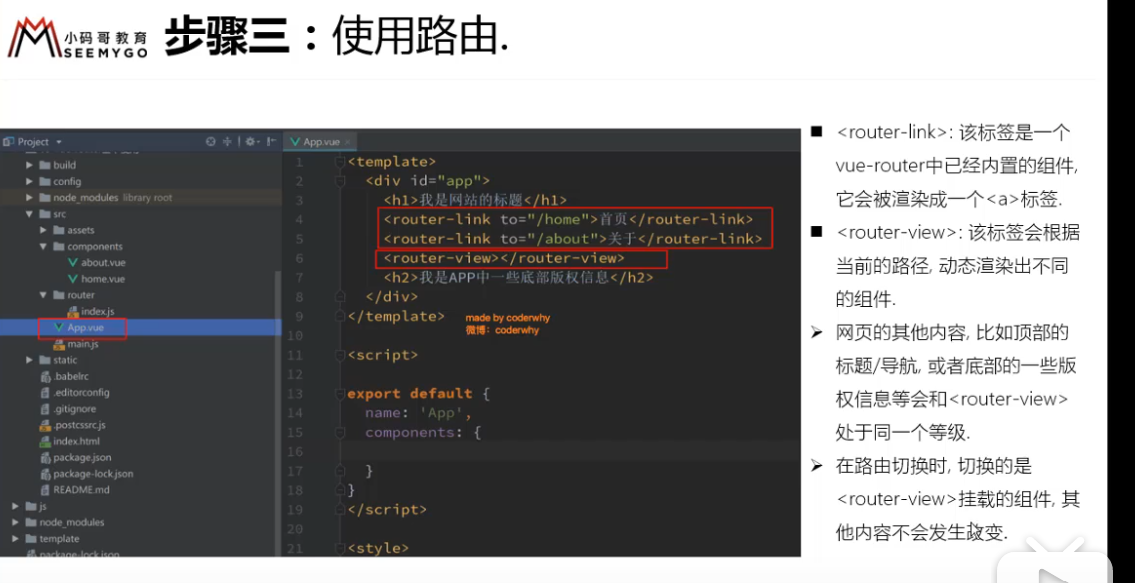 小码哥教育
SEEMYGO
步骤三：使用路由.
Project
build
config
node_modules library root
src
assets
components
about.vue
home.vue
router
index.js
App.vue
main.js
static
.babelrc
.editorconfig
.gitignore
.postcssrc.js
index.html
package.json
package-lock.json
README.md
js
node_modules
template
package-lock.json
App.vue
1 <template>
2 <div id="app">
3 <h1>我是网站的标题</h1>
4 <router-link to="/home">首页</router-link>
5 <router-link to="/about">关于</router-link>
6 <router-view></router-view>
7 <h2>我是APP中一些底部版权信息</h2>
8 </div>
9 </template>
10
11 <script>
12
13 export default {
14 name: 'App',
15 components: {
16
17 }
18 }
19 </script>
20
21 <style>
made by coderwhy
微博：coderwhy
■ <router-link>: 该标签是一个
vue-router中已经内置的组件,
它会被渲染成一个<a>标签.
■ <router-view>: 该标签会根据
当前的路径, 动态渲染出不同
的组件.
➢ 网页的其他内容, 比如顶部的
标题/导航, 或者底部的一些版
权信息等会和<router-view>
处于同一个等级.
➢ 在路由切换时, 切换的是
<router-view>挂载的组件, 其
他内容不会发生改变.